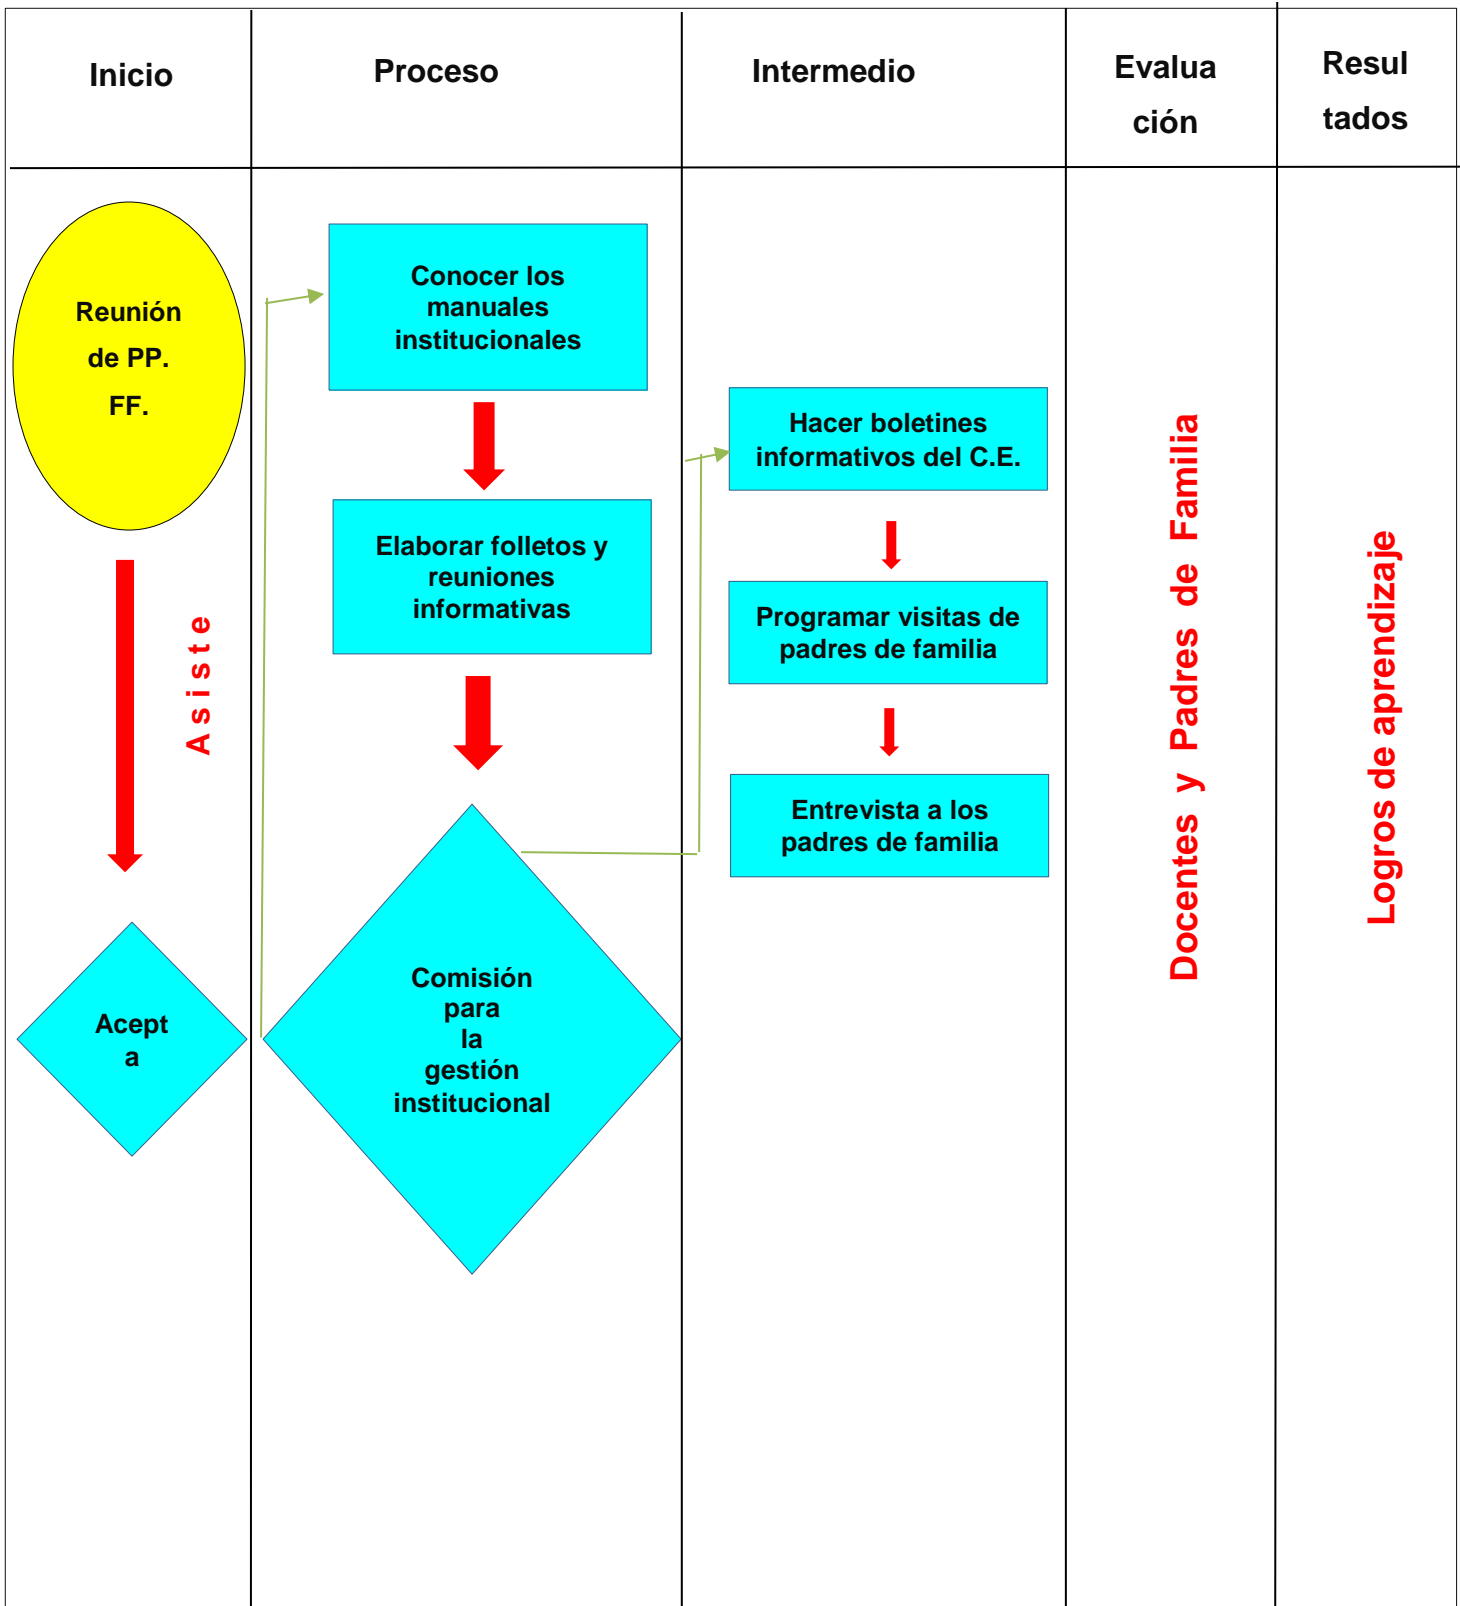 Inicio
Proceso
Intermedio
Evalua
ción
Resul
tados
Reunión
de PP.
FF.
Asiste
Acept
a
Conocer los
manuales
institucionales
Elaborar folletos y
reuniones
informativas
Comisión
para
la
gestión
institucional
Hacer boletines
informativos del C.E.
Programar visitas de
padres de familia
Entrevista a los
padres de familia
Docentes y Padres de Familia
Logros de aprendizaje